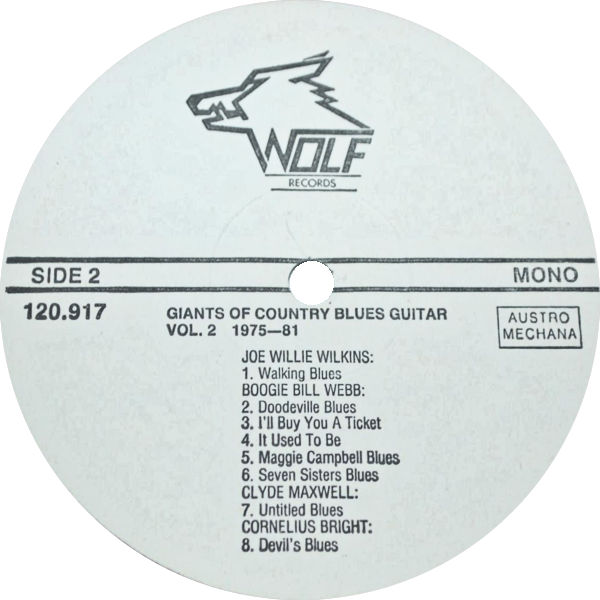 WOLF
RECORDS
SIDE 2 MONO
120.917 GIANTS OF COUNTRY BLUES GUITAR
VOL. 2 1975—81
AUSTRO
MECHANA
JOE WILLIE WILKINS:
1. Walking Blues
BOOGIE BILL WEBB:
2. Doodeville Blues
3. I'll Buy You A Ticket
4. It Used To Be
5. Maggie Campbell Blues
6. Seven Sisters Blues
CLYDE MAXWELL:
7. Untitled Blues
CORNELIUS BRIGHT:
8. Devil's Blues